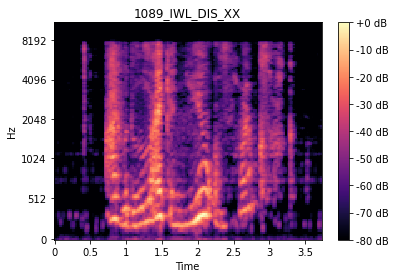 1089_IWL_DIS_XX
+0 dB
8192
-10 dB
4096
-20 dB
-30 dB
2048
Hz
-40 dB
1024
-50 dB
512
-60 dB
-70 dB
0
-80 dB
0 0.5 1 1.5 2 2.5 3 3.5
Time